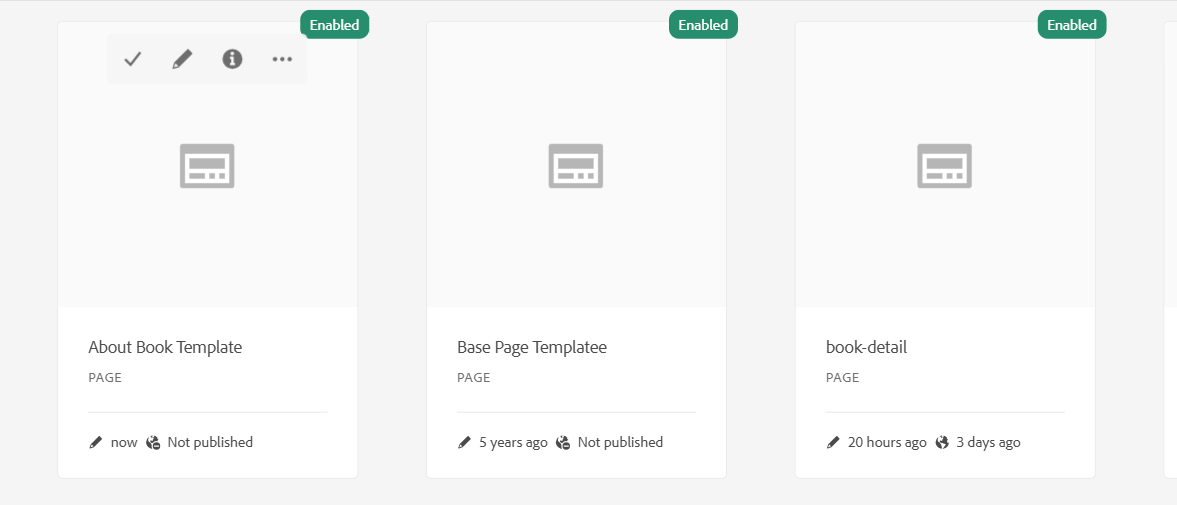 Enabled
Enabled
Enabled
About Book Template
PAGE
now Not published
Base Page Templatee
PAGE
5 years ago Not published
book-detail
PAGE
20 hours ago 3 days ago